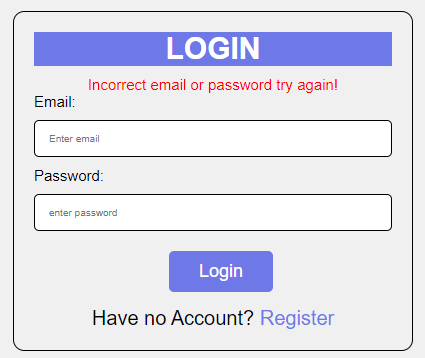 LOGIN
Incorrect email or password try again!
Email:
Enter email
Password:
enter password
Login
Have no Account? Register